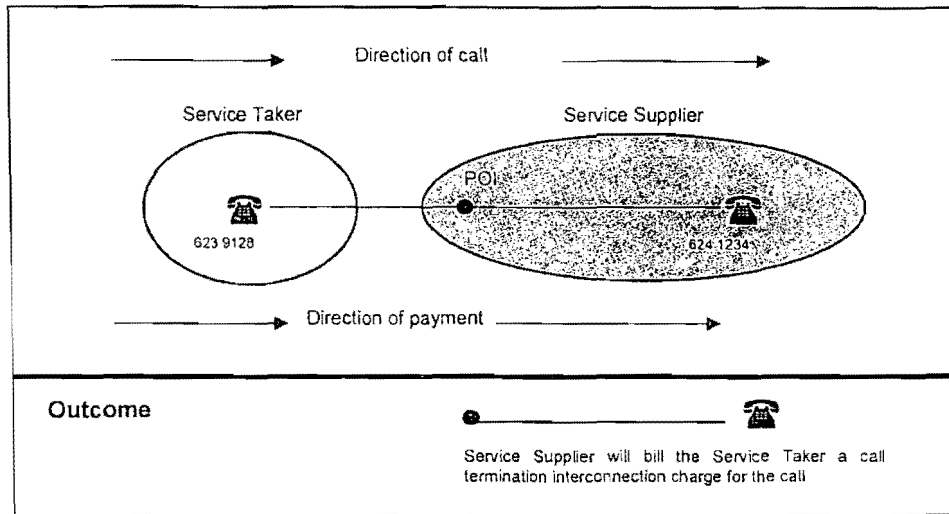 Direction of call
Service Taker
Service Supplier
POI
623 9128
624 1234
Direction of payment
Outcome
Service Supplier will bill the Service Taker a call
termination interconnection charge for the call